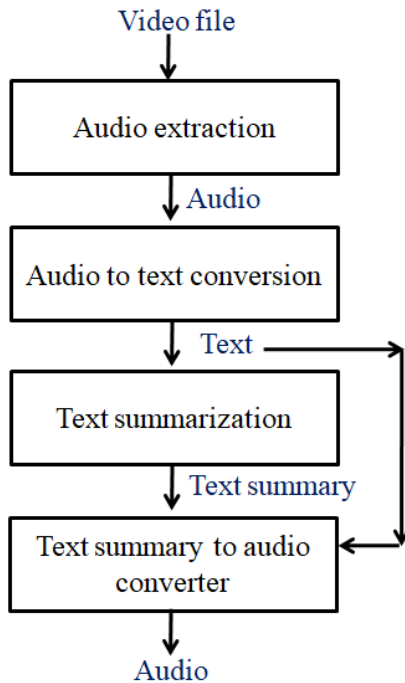 Video file
Audio extraction
Audio
Audio to text conversion
Text
Text summarization
Text summary
Text summary to audio
converter
Audio